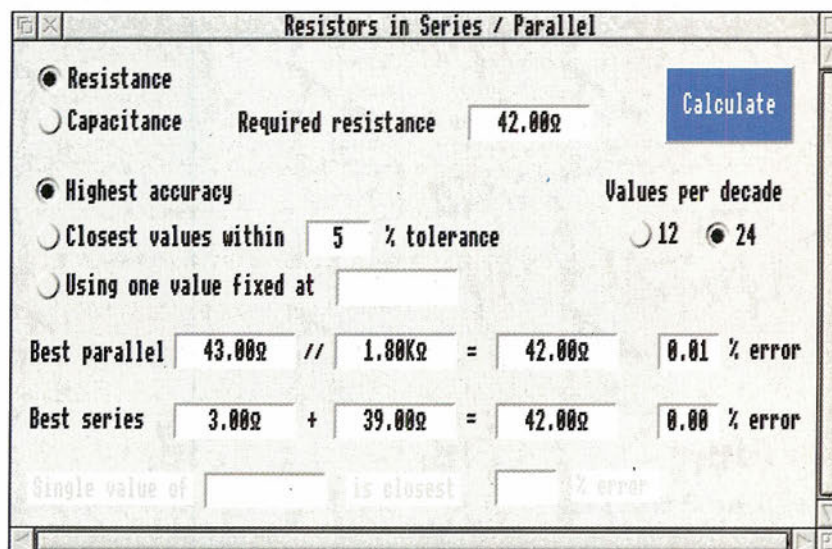 Resistors in Series / Parallel
Resistance
Capacitance
Required resistance 42.00Ω
Calculate
Highest accuracy
Values per decade
Closest values within 5 % tolerance
12 24
Using one value fixed at
Best parallel 43.00Ω // 1.80KΩ = 42.00Ω 0.01 % error
Best series 3.00Ω + 39.00Ω = 42.00Ω 0.00 % error
Single value of is closest % error